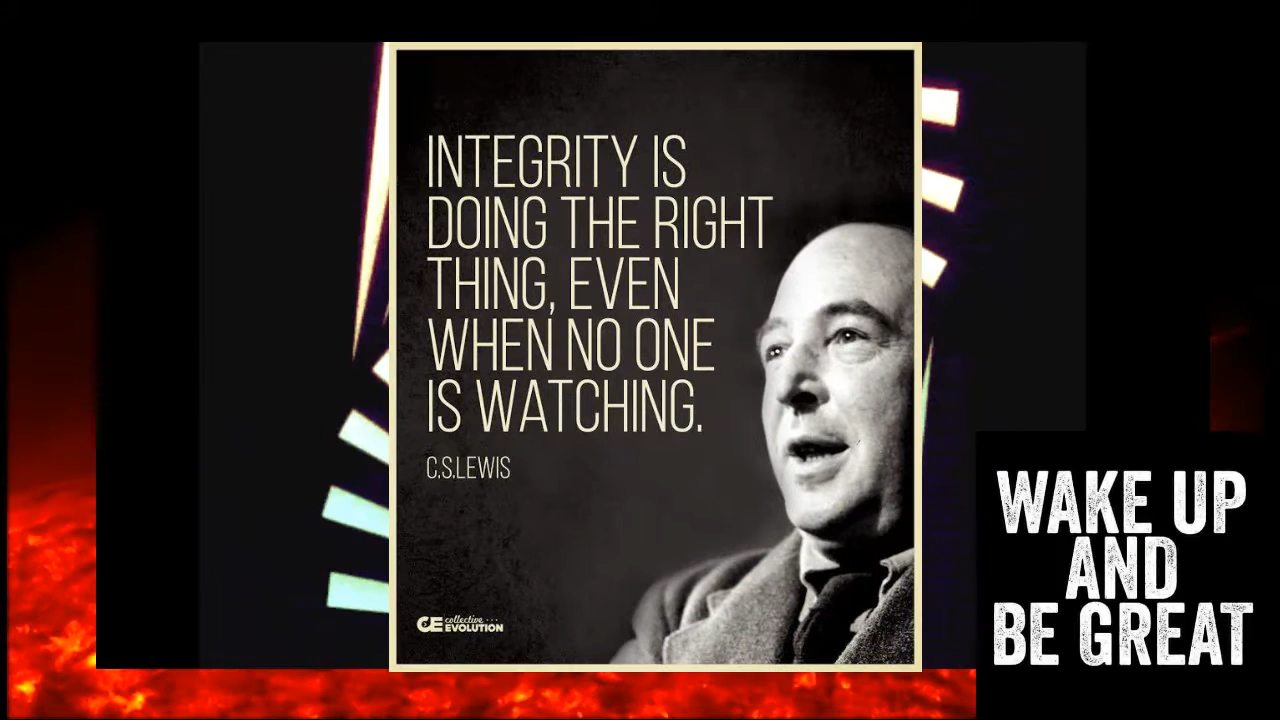 INTEGRITY IS
DOING THE RIGHT
THING, EVEN
WHEN NO ONE
IS WATCHING.
C.S.LEWIS
CE collective
EVOLUTION
WAKE UP
AND
BE GREAT